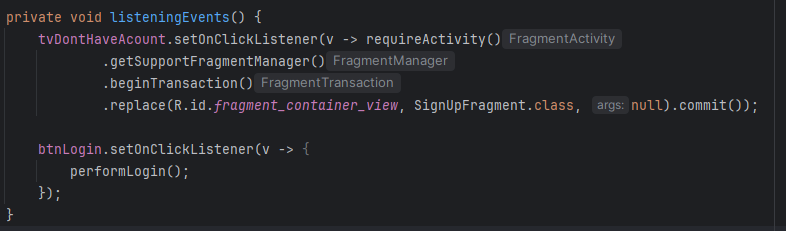 private void listeningEvents() {
    tvDontHaveAcount.setOnClickListener(v -> requireActivity() FragmentActivity
            .getSupportFragmentManager() FragmentManager
            .beginTransaction() FragmentTransaction
            .replace(R.id.fragment_container_view, SignUpFragment.class, args: null).commit());
    btnLogin.setOnClickListener(v -> {
        performLogin();
    });
}